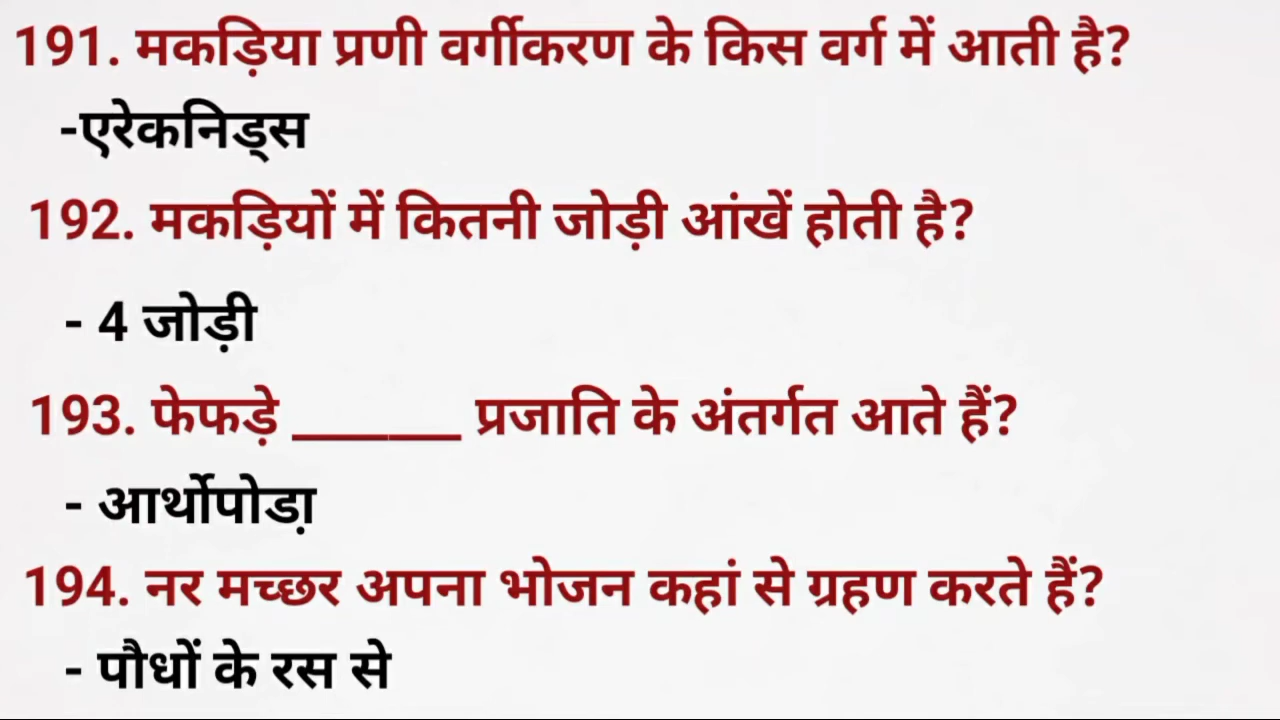 191. मकड़िया प्रणी वर्गीकरण के किस वर्ग में आती है?
-एरेकनिड्स
192. मकड़ियों में कितनी जोड़ी आंखें होती है?
- 4 जोड़ी
193. फेफड़े ______ प्रजाति के अंतर्गत आते हैं?
- आर्थोपोडा़
194. नर मच्छर अपना भोजन कहां से ग्रहण करते हैं?
- पौधों के रस से